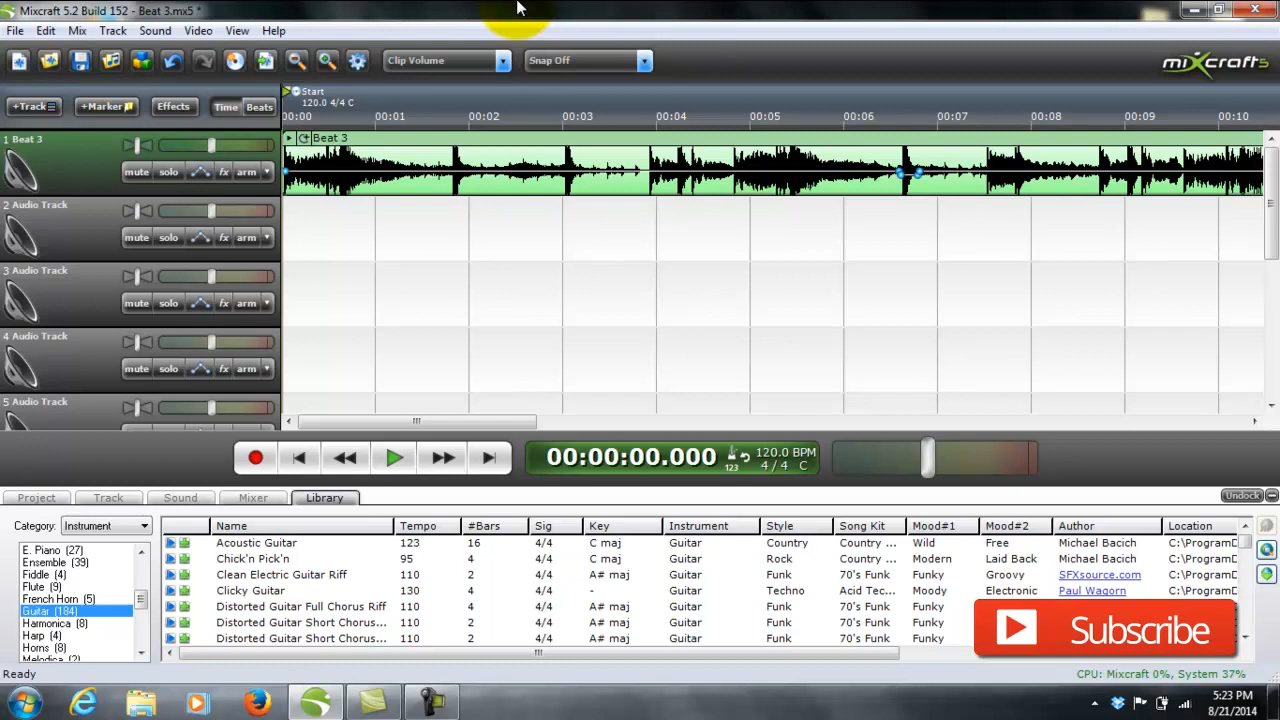 Mixcraft 5.2 Build 152 - Beat 3.mx5 *
File Edit Mix Track Sound Video View Help
Clip Volume Snap Off mixcraft5
+Track +Marker Effects Time Beats
Start
120.0 4/4 C
00:00 00:01 00:02 00:03 00:04 00:05 00:06 00:07 00:08 00:09 00:10
1 Beat 3
Beat 3
mute solo fx arm
2 Audio Track
mute solo fx arm
3 Audio Track
mute solo fx arm
4 Audio Track
mute solo fx arm
5 Audio Track
00:00:00.000
123
120.0 BPM
4 / 4 C
Project Track Sound Mixer Library Undock
Category: Instrument
E. Piano (27)
Ensemble (39)
Fiddle (4)
Flute (9)
French Horn (5)
Guitar (184)
Harmonica (8)
Harp (4)
Horns (8)
Melodica (2)
Name Tempo #Bars Sig Key Instrument Style Song Kit Mood#1 Mood#2 Author Location
Acoustic Guitar 123 16 4/4 C maj Guitar Country Country ... Wild Free Michael Bacich C:\ProgramD
Chick'n Pick'n 95 4 4/4 C maj Guitar Rock Country ... Modern Laid Back Michael Bacich C:\ProgramD
Clean Electric Guitar Riff 110 4 4/4 A# maj Guitar Funk 70's Funk Funky Groovy SFXsource.com C:\ProgramD
Clicky Guitar 130 4 4/4 - Guitar Techno Acid Tec... Moody Electronic Paul Wagorn C:\ProgramD
Distorted Guitar Full Chorus Riff 110 2 4/4 A# maj Guitar Funk 70's Funk Funky
Distorted Guitar Short Chorus... 110 2 4/4 A# maj Guitar Funk 70's Funk Funky
Distorted Guitar Short Chorus... 110 2 4/4 A# maj Guitar Funk 70's Funk Funky
Subscribe
Ready
CPU: Mixcraft 0%, System 37%
5:23 PM
8/21/2014